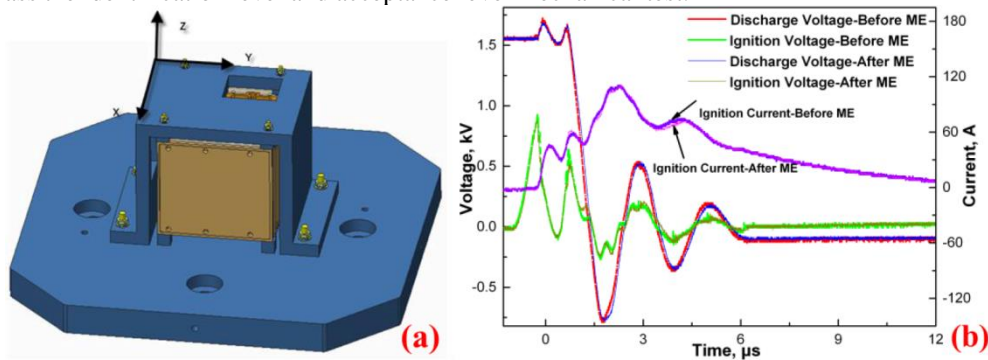 Z
Y
X
(a)
Discharge Voltage-Before ME
Ignition Voltage-Before ME
Discharge Voltage-After ME
Ignition Voltage-After ME
Ignition Current-Before ME
Ignition Current-After ME
Voltage, kV
1.5
1.0
0.5
0.0
-0.5
Current, A
180
120
60
0
-60
-120
0
3
6
9
12
Time, μs
(b)